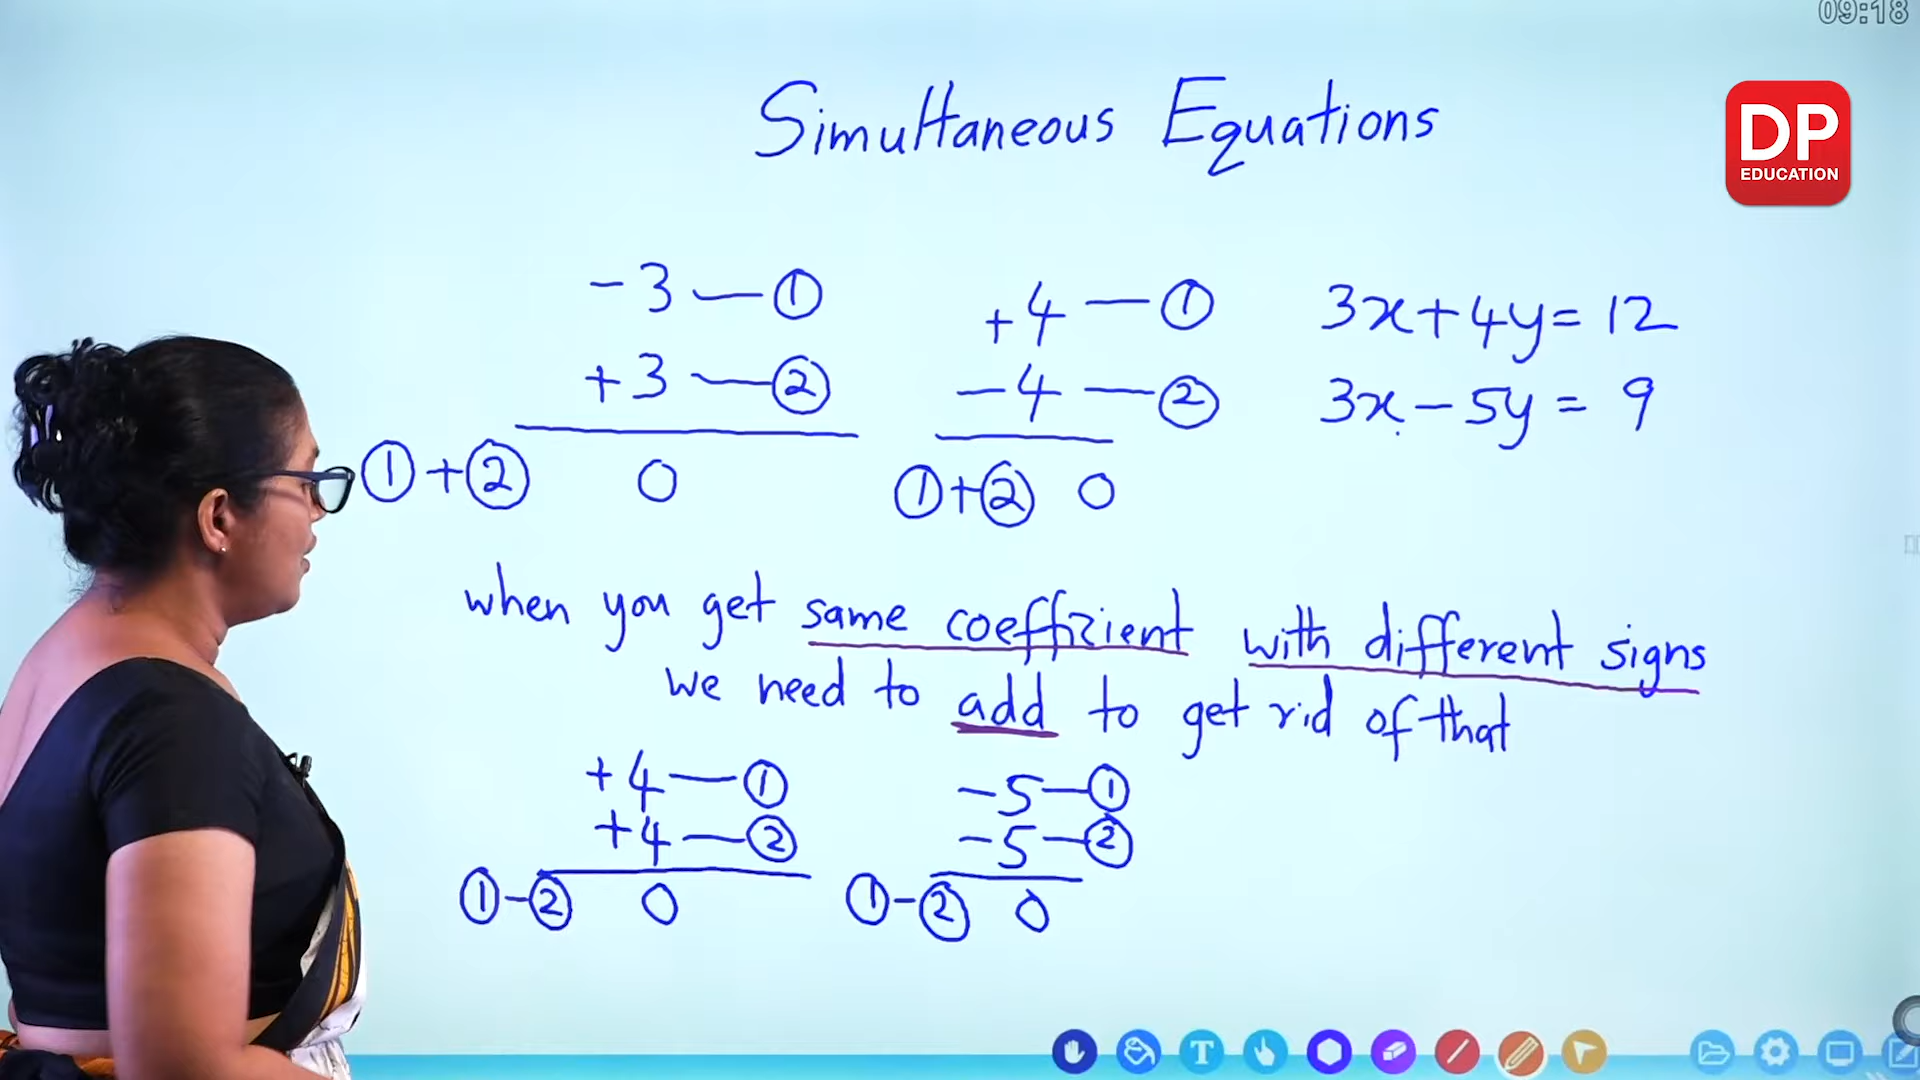 09:18
Simultaneous Equations
DP
EDUCATION
-3 — ①
+3 — ②
①+② 0
+4 — ①
-4 — ②
①+② 0
3x+4y= 12
3x-5y = 9
when you get same coefficient with different signs
we need to add to get rid of that
+4 — ①
+4 — ②
①-② 0
-5 — ①
-5 — ②
①-② 0
T